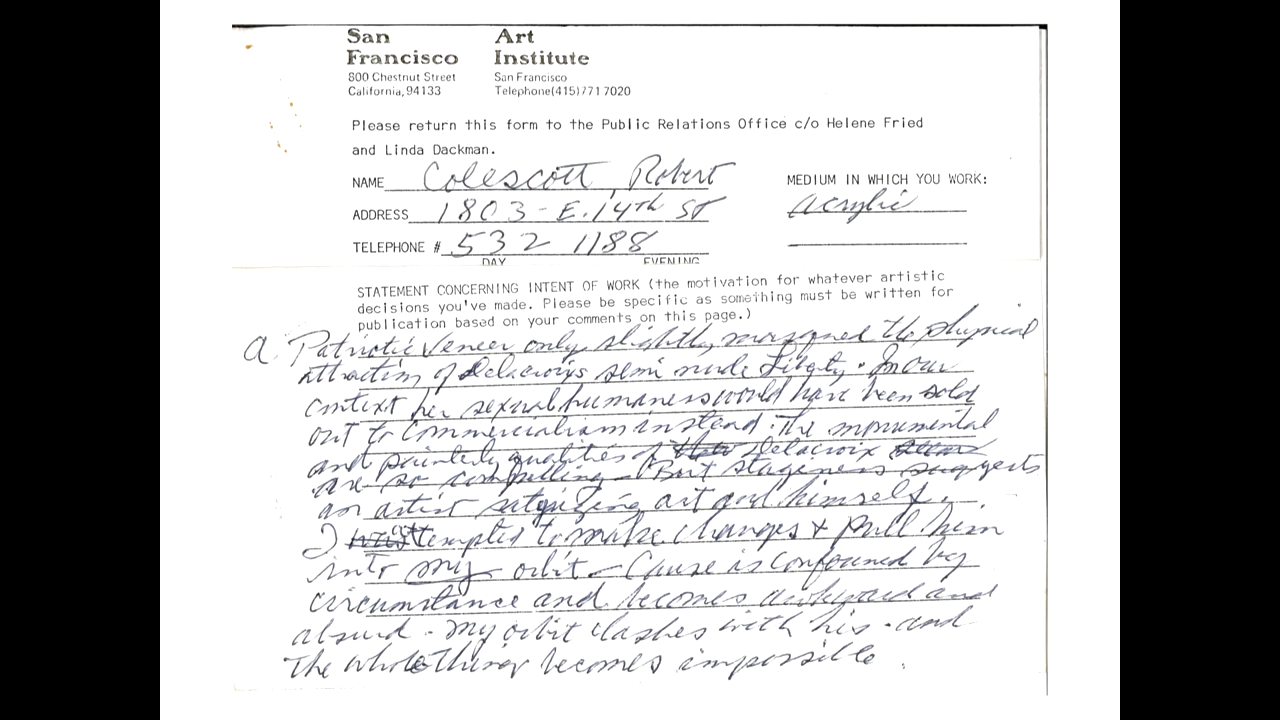 San Art
Francisco Institute
800 Chestnut Street San Francisco
California, 94133 Telephone(415)771 7020
Please return this form to the Public Relations Office c/o Helene Fried
and Linda Dackman.
NAME Colescott, Robert
MEDIUM IN WHICH YOU WORK:
acrylic
ADDRESS 1803 - E. 14th ST
TELEPHONE # 532 1188
DAY EVENING
STATEMENT CONCERNING INTENT OF WORK (the motivation for whatever artistic
decisions you've made. Please be specific as something must be written for
publication based on your comments on this page.)
a. Patriotic Veneer only slightly the physical
attraction of Delacroix's semi nude Liberty. In our
context her sexual humaness would have been sold
out to Commercialism instead. The monumental
and painterly qualities of Delacroix
are so compelling - But stageness suggests
an artist satirizing art and himself.
I attempted to make changes + pull him
into my orbit - Cause is confounded by
circumstance and becomes awkward and
absurd - my orbit clashes with his - and
the whole thing becomes impossible.